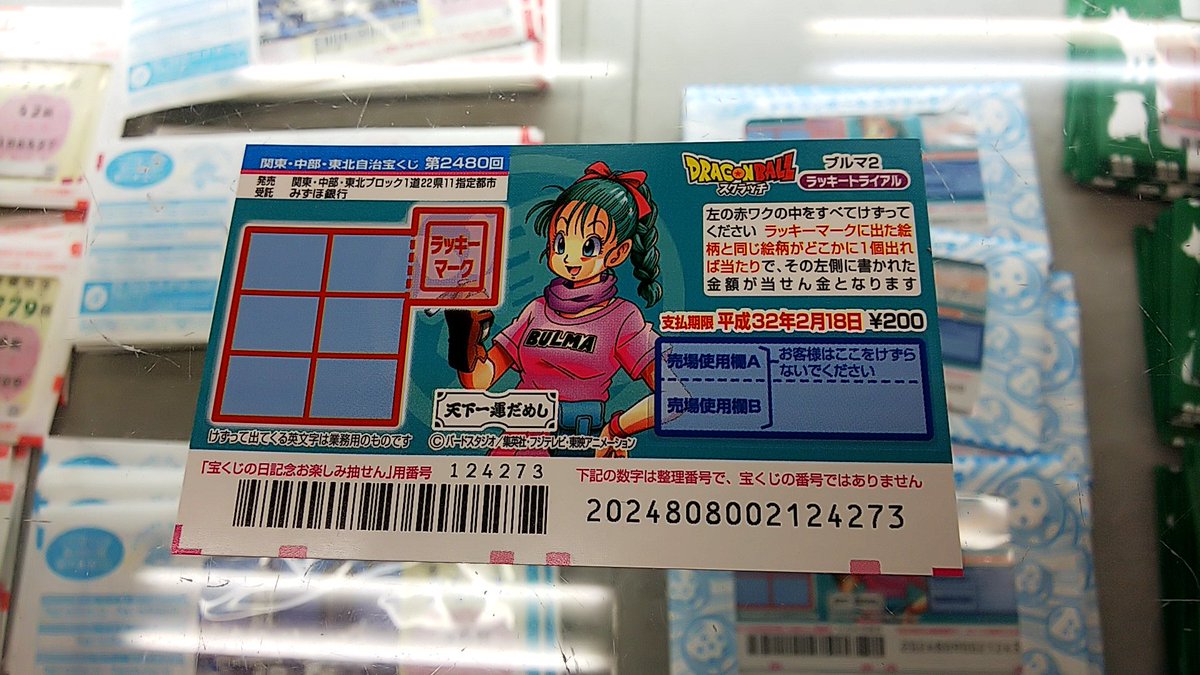 関東・中部・東北自治宝くじ 第2480回
発売 関東・中部・東北ブロック1道22県11指定都市
受託 みずほ銀行
ラッキー
マーク
BULMA
天下一運だめし
けずって出てくる英文字は業務用のものです
©バードスタジオ/集英社・フジテレビ・東映アニメーション
DRAGON BALL
スクラッチ
ブルマ2
ラッキートライアル
左の赤ワクの中をすべてけずって
ください ラッキーマークに出た絵
柄と同じ絵柄がどこかに1個出れ
ば当たりで、その左側に書かれた
金額が当せん金となります
支払期限 平成32年2月18日 ¥200
売場使用欄A
お客様はここをけずら
ないでください
売場使用欄B
「宝くじの日記念お楽しみ抽せん」用番号 124273
下記の数字は整理番号で、宝くじの番号ではありません
2024808002124273